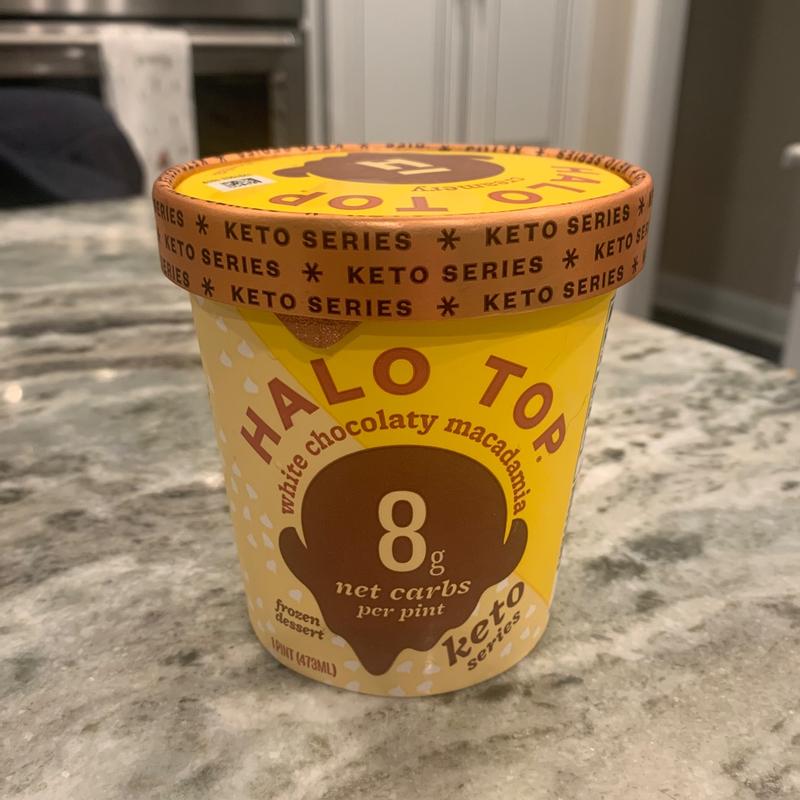 HALO TOP
creamery
KETO SERIES * KETO SERIES
KETO SERIES * KETO SERIES *
KETO SERIES * KETO SERIES
HALO TOP®
white chocolaty macadamia
8g
net carbs
per pint
frozen
dessert
keto
series
1 PINT (473ML)